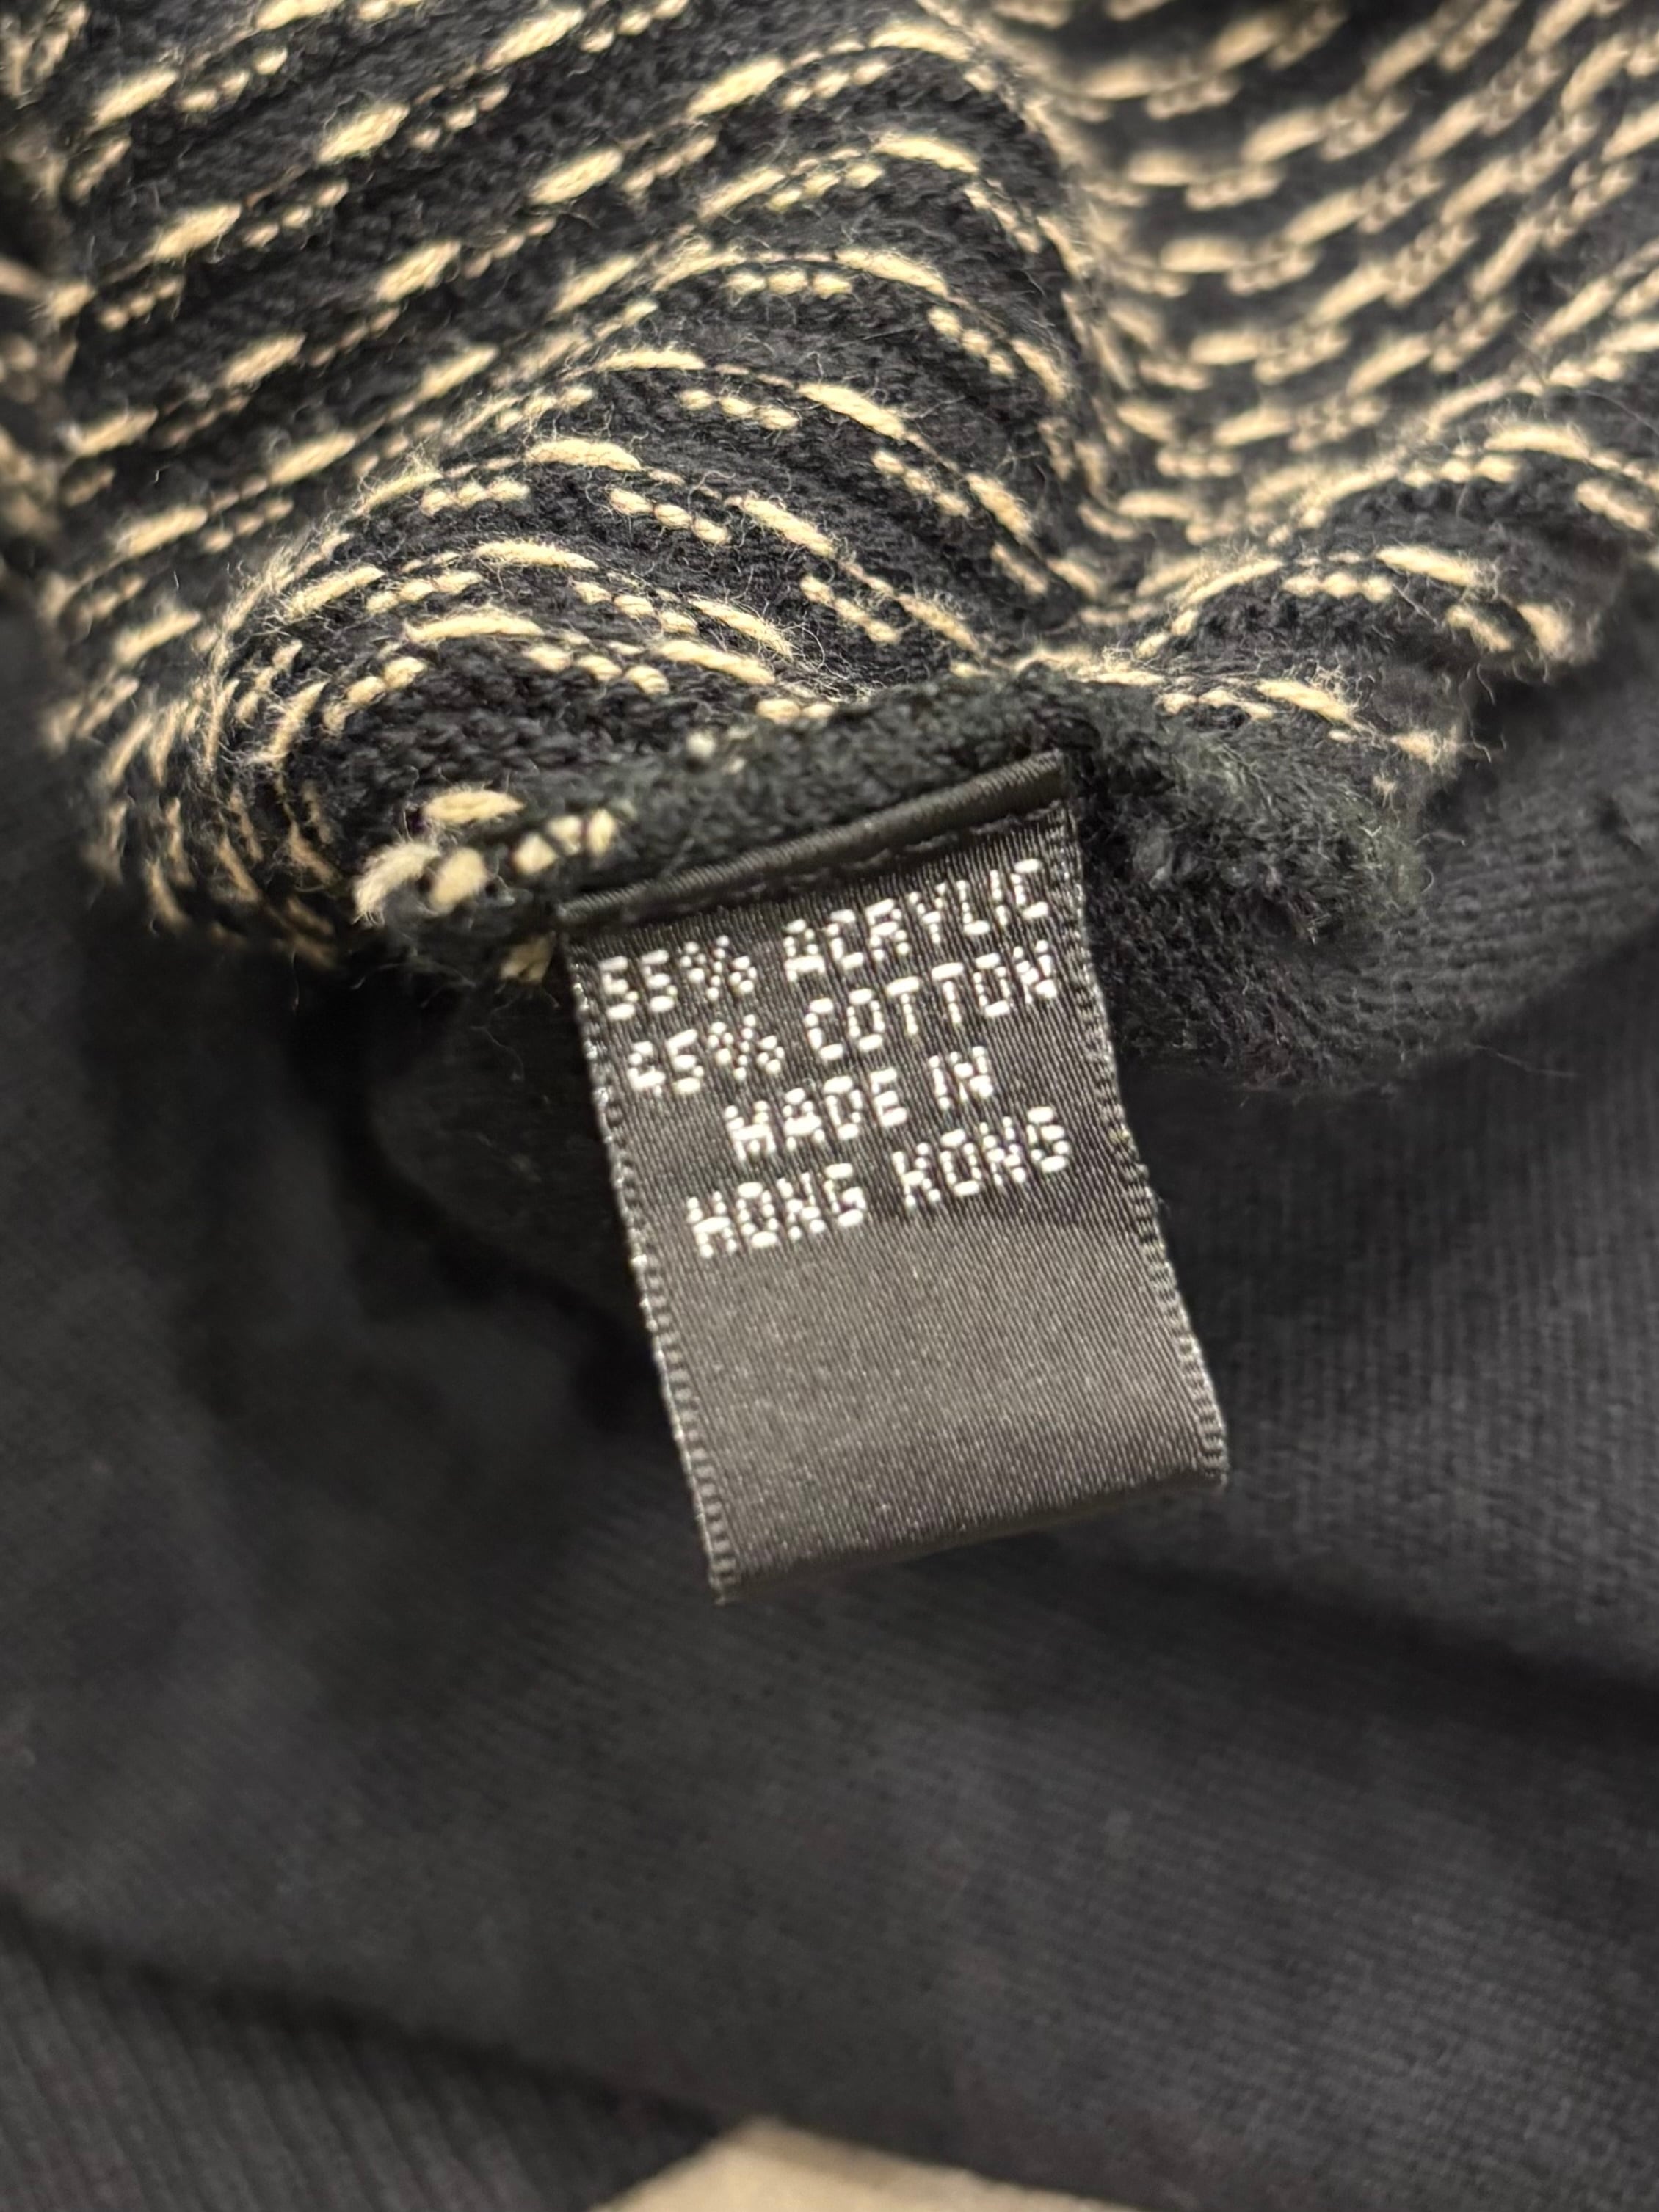 55% ACRYLIC
45% COTTON
MADE IN
HONG KONG